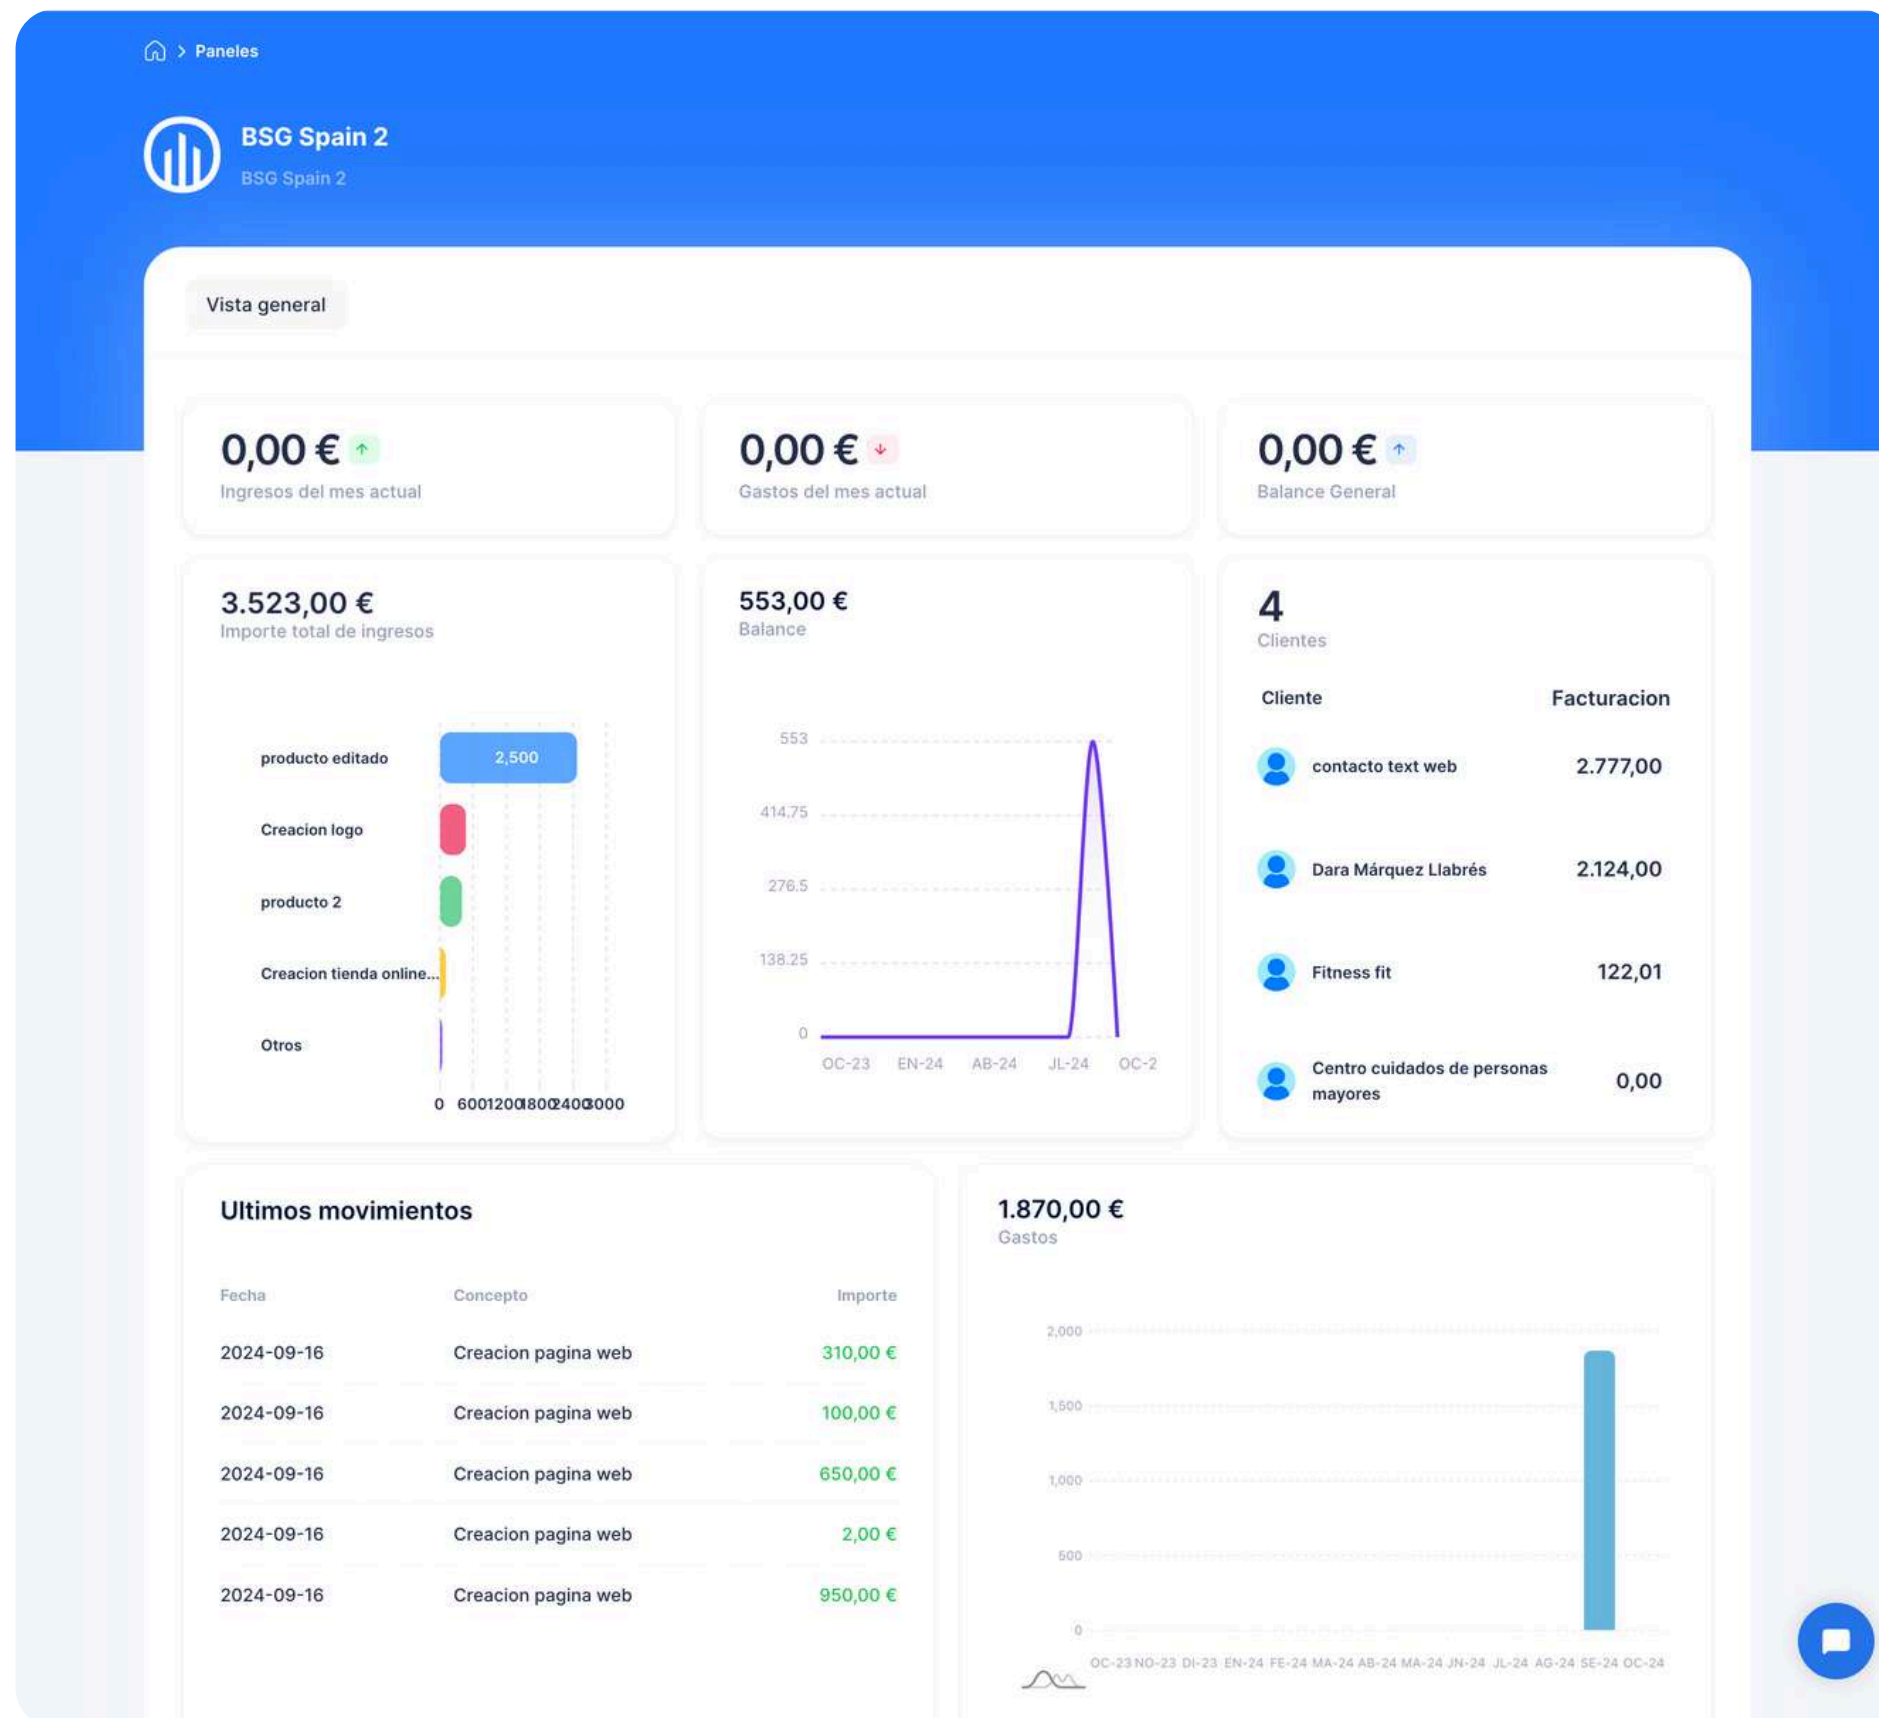 Paneles
BSG Spain 2
BSG Spain 2
Vista general
0,00 €
Ingresos del mes actual
0,00 €
Gastos del mes actual
0,00 €
Balance General
3.523,00 €
Importe total de ingresos
producto editado
2,500
Creacion logo
producto 2
Creacion tienda online...
Otros
0 600 1200 1800 2400 3000
553,00 €
Balance
553
414.75
276.5
138.25
0
OC-23 EN-24 AB-24 JL-24 OC-2
4
Clientes
Cliente Facturacion
contacto text web 2.777,00
Dara Márquez Llabrés 2.124,00
Fitness fit 122,01
Centro cuidados de personas
mayores 0,00
Ultimos movimientos
Fecha Concepto Importe
2024-09-16 Creacion pagina web 310,00 €
2024-09-16 Creacion pagina web 100,00 €
2024-09-16 Creacion pagina web 650,00 €
2024-09-16 Creacion pagina web 2,00 €
2024-09-16 Creacion pagina web 950,00 €
1.870,00 €
Gastos
2,000
1,500
1,000
500
0
OC-23 NO-23 DI-23 EN-24 FE-24 MA-24 AB-24 MA-24 JN-24 JL-24 AG-24 SE-24 OC-24